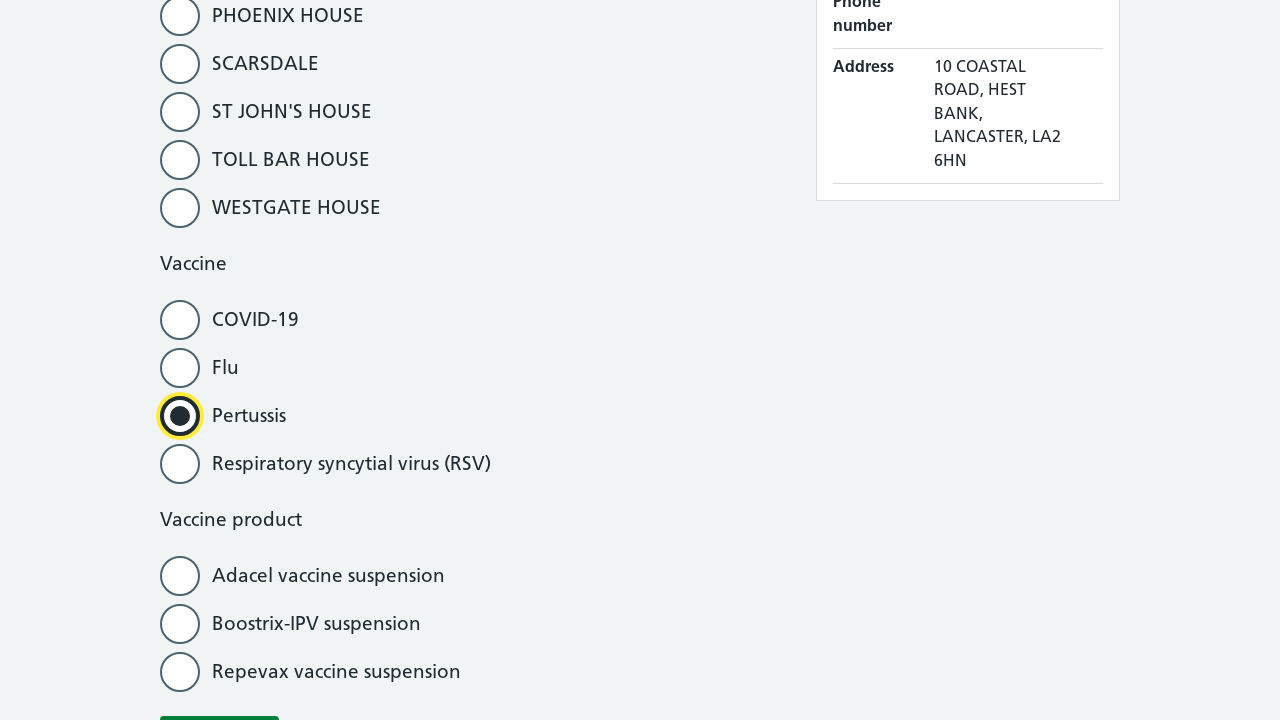 PHOENIX HOUSE
SCARSDALE
ST JOHN'S HOUSE
TOLL BAR HOUSE
WESTGATE HOUSE
Vaccine
COVID-19
Flu
Pertussis
Respiratory syncytial virus (RSV)
Vaccine product
Adacel vaccine suspension
Boostrix-IPV suspension
Repevax vaccine suspension
Phone
number
Address
10 COASTAL
ROAD, HEST
BANK,
LANCASTER, LA2
6HN